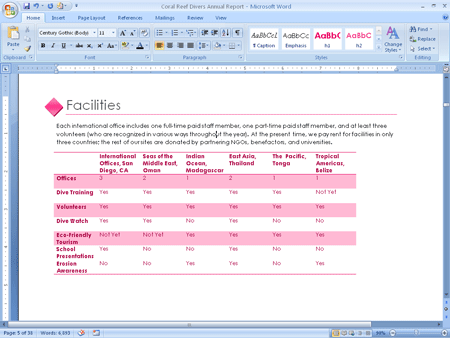 Coral Reef Divers Annual Report - Microsoft Word
Home Insert Page Layout References Mailings Review View
Century Gothic (Body) 11
Paste
AaBbCcL AaBbCc AaBbC AaBbC
¶ Caption Emphasis h1 h2
Change Styles
Find
Replace
Select
Clipboard Font Paragraph Styles Editing
Facilities
Each international office includes one full-time paid staff member, one part-time paid staff member, and at least three
volunteers (who are recognized in various ways throughout the year). At the present time, we pay rent for facilities in only
three countries; the rest of our sites are donated by partnering NGOs, benefactors, and universities.
International Offices, San Diego, CA Seas of the Middle East, Oman Indian Ocean, Madagascar East Asia, Thailand The Pacific, Tonga Tropical Americas, Belize
Offices 3 2 1 2 1 1
Dive Training Yes Yes Yes Yes Yes Not Yet
Volunteers Yes Yes Yes Yes Yes Yes
Dive Watch Yes Yes No Yes No No
Eco-Friendly Tourism Not Yet Not Yet Yes Yes Yes Yes
School Presentations Yes No No Yes No No
Erosion Awareness No No Yes Yes No Yes
Page: 5 of 38 Words: 6,893